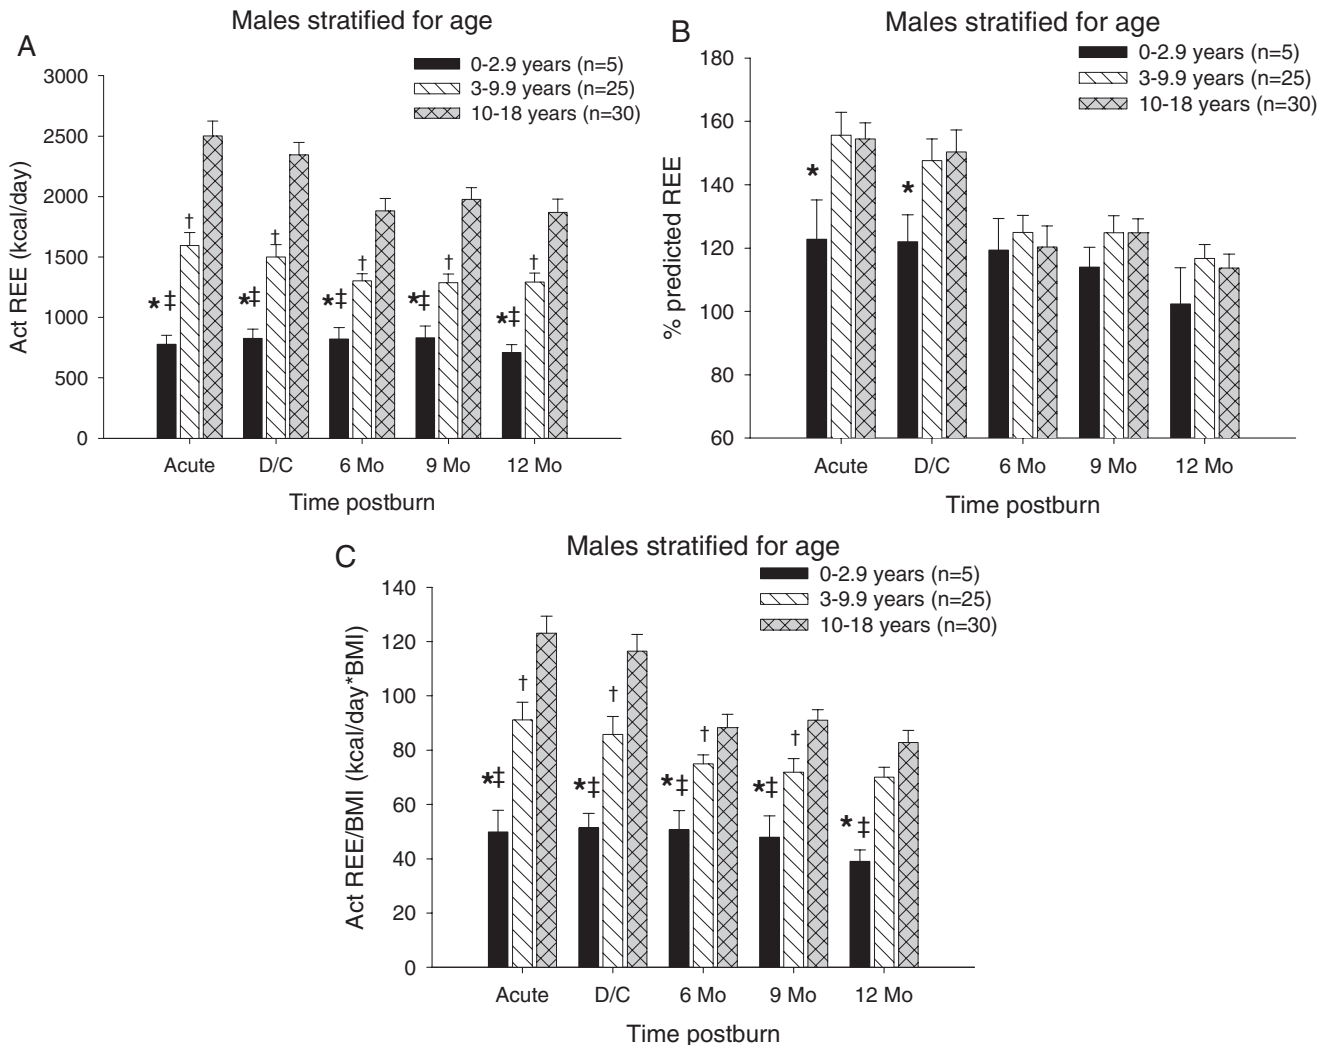 A
Males stratified for age
0-2.9 years (n=5)
3-9.9 years (n=25)
10-18 years (n=30)
Act REE (kcal/day)
3000
2500
2000
1500
1000
500
0
*‡ † *‡ † *‡ † *‡ † *‡ †
Acute D/C 6 Mo 9 Mo 12 Mo
Time postburn
B
Males stratified for age
0-2.9 years (n=5)
3-9.9 years (n=25)
10-18 years (n=30)
% predicted REE
180
160
140
120
100
80
60
* *
Acute D/C 6 Mo 9 Mo 12 Mo
Time postburn
C
Males stratified for age
0-2.9 years (n=5)
3-9.9 years (n=25)
10-18 years (n=30)
Act REE/BMI (kcal/day*BMI)
140
120
100
80
60
40
20
0
*‡ † *‡ † *‡ † *‡ † *‡
Acute D/C 6 Mo 9 Mo 12 Mo
Time postburn